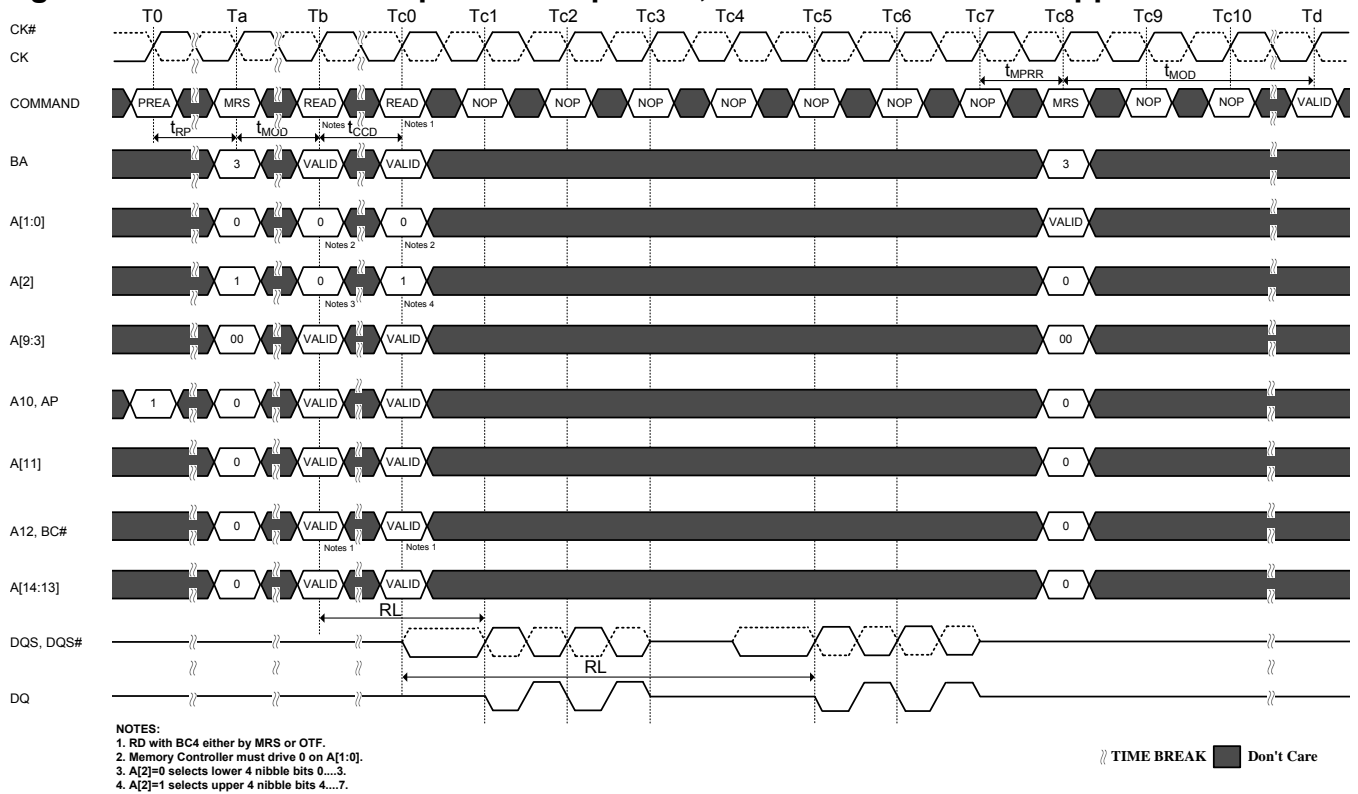 T0 Ta Tb Tc0 Tc1 Tc2 Tc3 Tc4 Tc5 Tc6 Tc7 Tc8 Tc9 Tc10 Td
CK#
CK
tMPRR tMOD
COMMAND PREA MRS READ READ NOP NOP NOP NOP NOP NOP NOP MRS NOP NOP VALID
Notes 1 Notes 1
tRP tMOD tCCD
BA 3 VALID VALID 3
A[1:0] 0 0 0 VALID
Notes 2 Notes 2
A[2] 1 0 1 0
Notes 3 Notes 4
A[9:3] 00 VALID VALID 00
A10, AP 1 0 VALID VALID 0
A[11] 0 VALID VALID 0
A12, BC# 0 VALID VALID 0
Notes 1 Notes 1
A[14:13] 0 VALID VALID 0
RL
DQS, DQS#
RL
DQ
NOTES:
1. RD with BC4 either by MRS or OTF.
2. Memory Controller must drive 0 on A[1:0].
3. A[2]=0 selects lower 4 nibble bits 0....3.
4. A[2]=1 selects upper 4 nibble bits 4....7.
TIME BREAK Don't Care